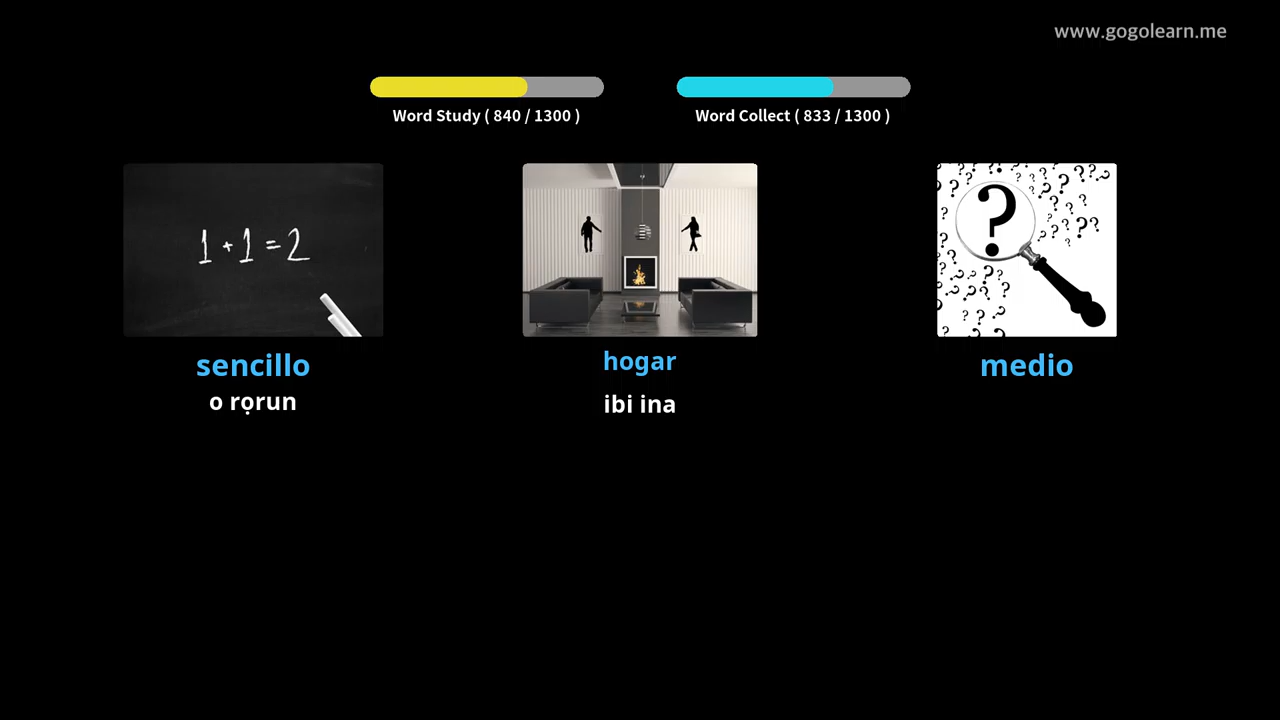 www.gogolearn.me
Word Study ( 840 / 1300 )
Word Collect ( 833 / 1300 )
1 + 1 = 2
sencillo
o rọrun
hogar
ibi ina
medio